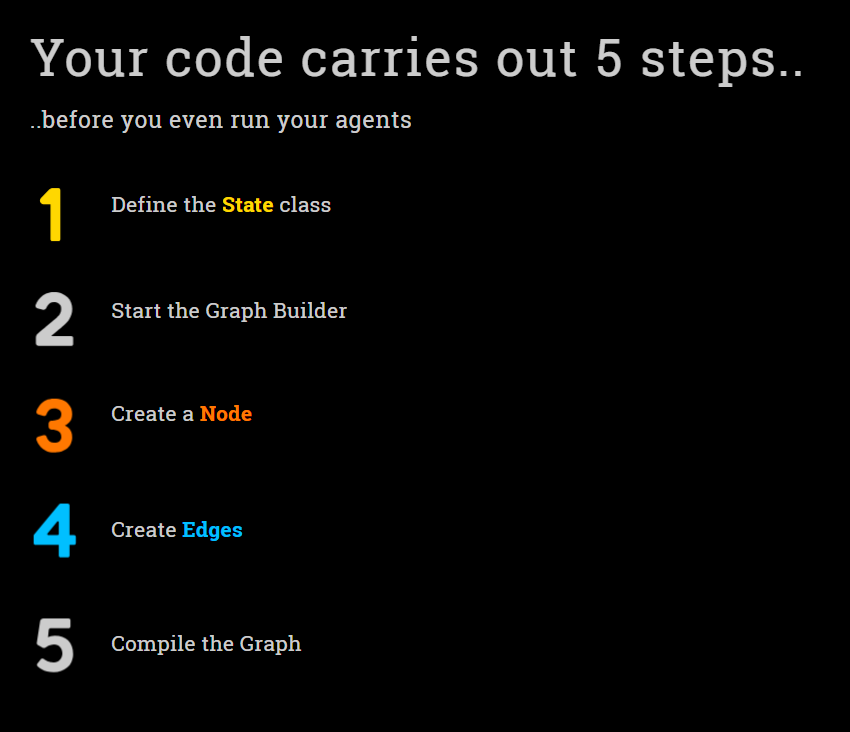 Your code carries out 5 steps..
..before you even run your agents
1 Define the State class
2 Start the Graph Builder
3 Create a Node
4 Create Edges
5 Compile the Graph